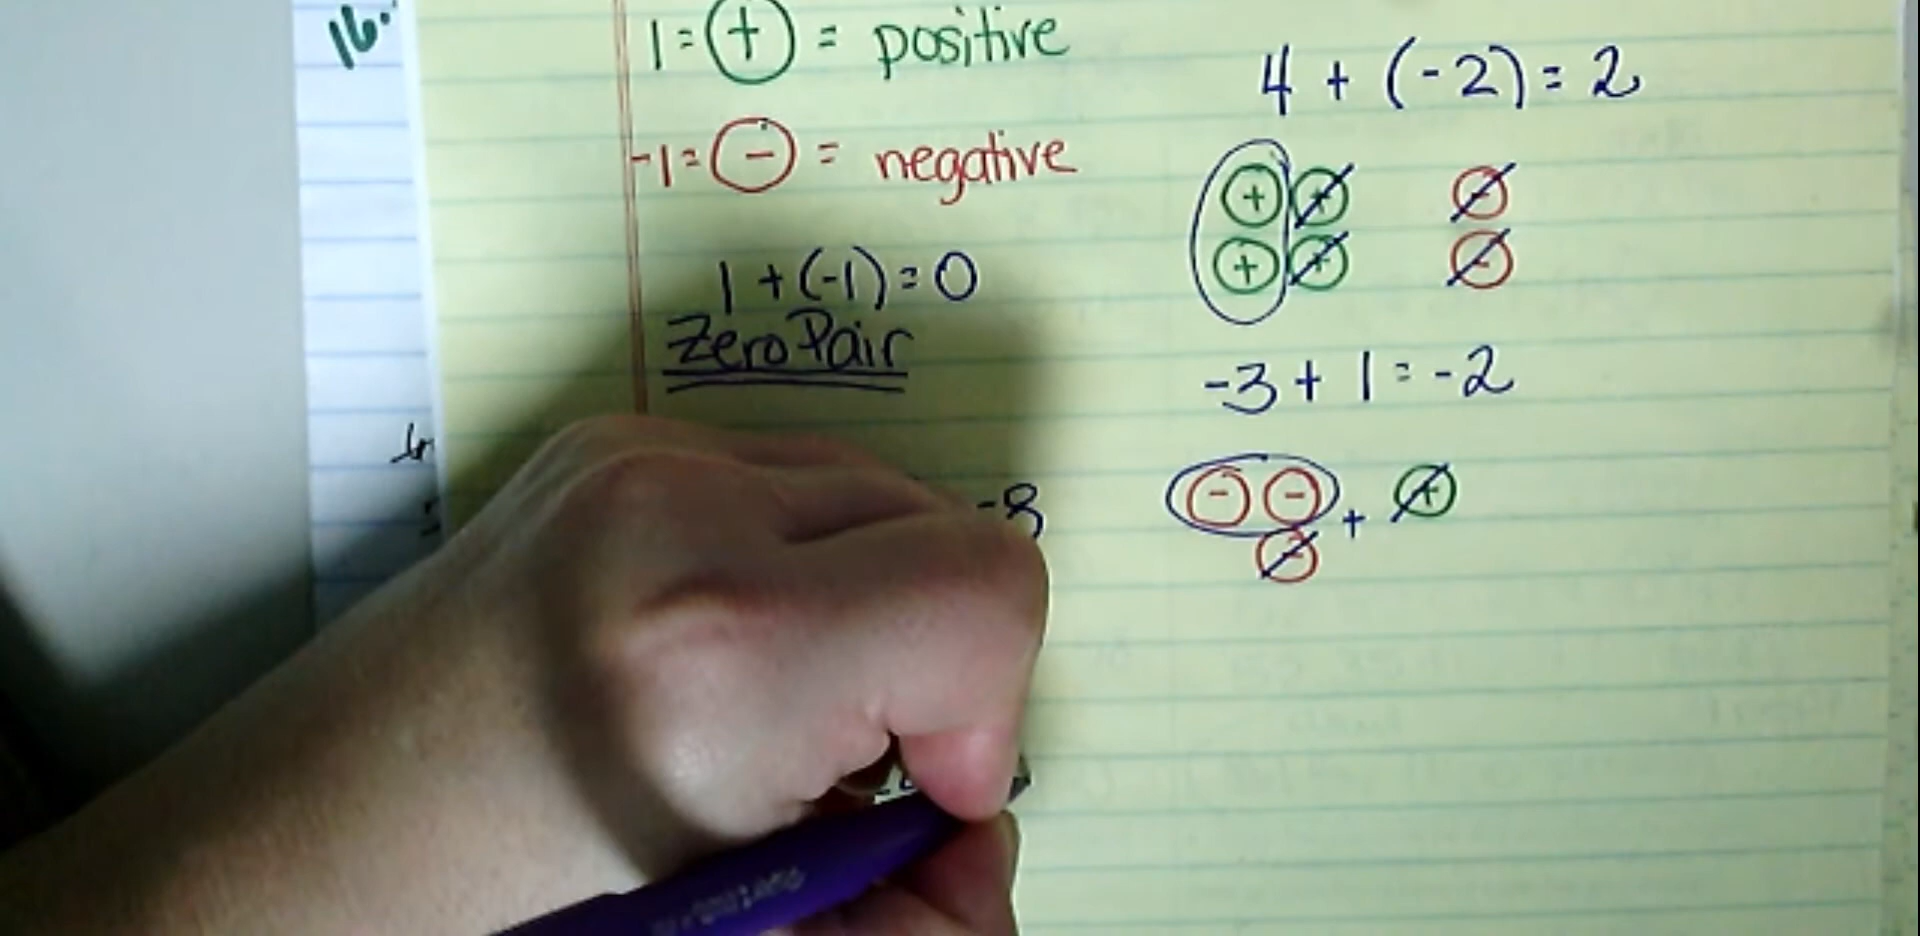 16.
1 = + = positive
-1 = - = negative
1 + (-1) = 0
Zero Pair
-8
4 + (-2) = 2
+ + + + - -
-3 + 1 = -2
- - - + +